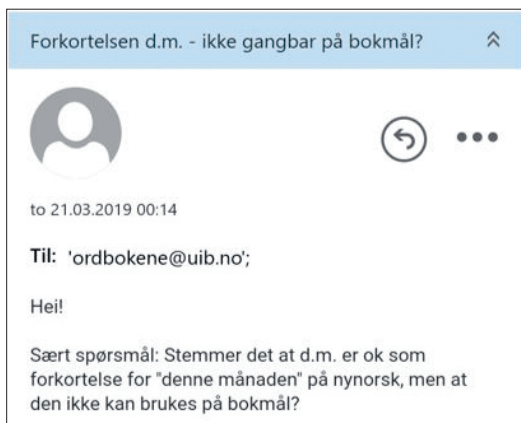 Forkortelsen d.m. - ikke gangbar på bokmål?
to 21.03.2019 00:14
Til: 'ordbokene@uib.no';
Hei!
Sært spørsmål: Stemmer det at d.m. er ok som
forkortelse for "denne månaden" på nynorsk, men at
den ikke kan brukes på bokmål?